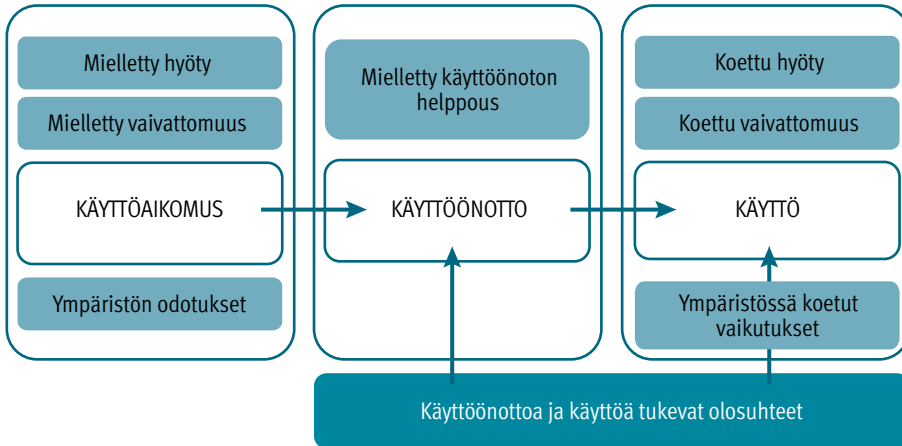 Mielletty hyöty
Mielletty vaivattomuus
KÄYTTÖAIKOMUS
Ympäristön odotukset
Mielletty käyttöönoton
helppous
KÄYTTÖÖNOTTO
Koettu hyöty
Koettu vaivattomuus
KÄYTTÖ
Ympäristössä koetut
vaikutukset
Käyttöönottoa ja käyttöä tukevat olosuhteet